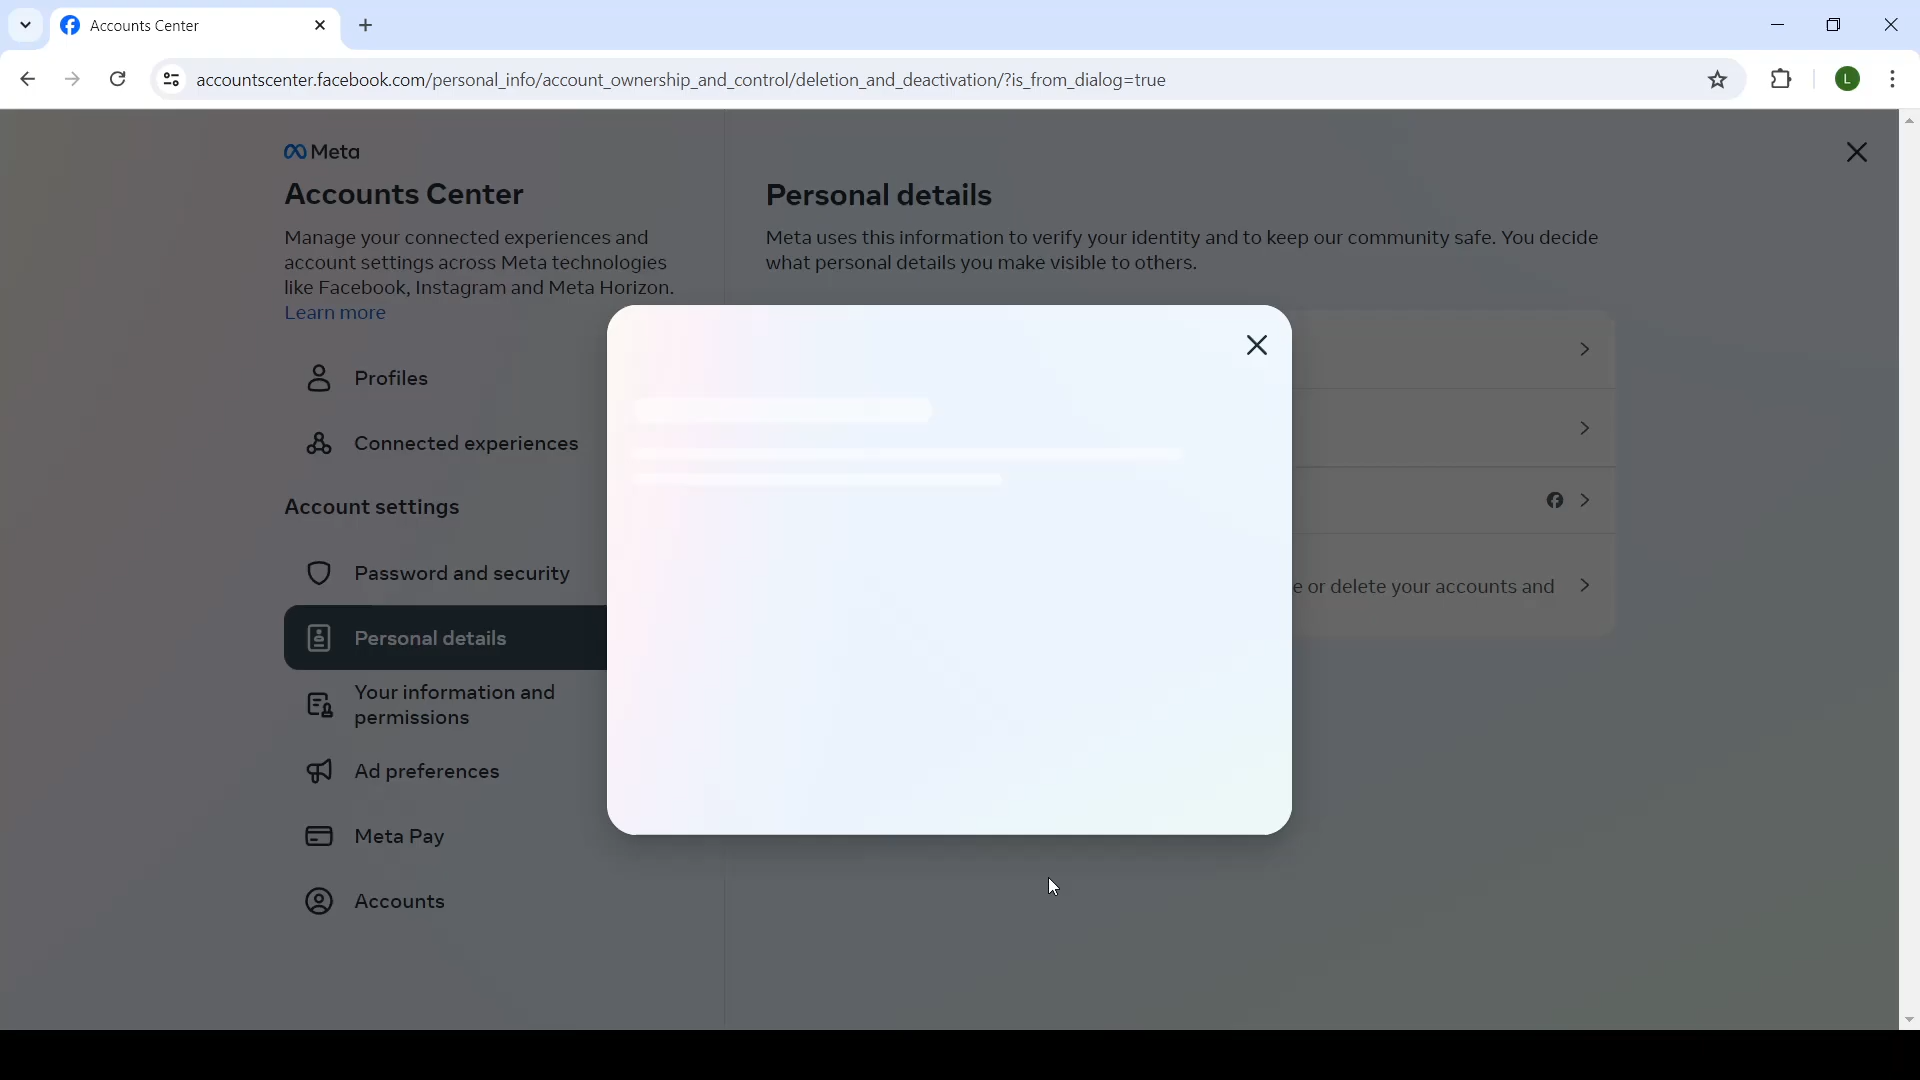 Accounts Center
accountscenter.facebook.com/personal_info/account_ownership_and_control/deletion_and_deactivation/?is_from_dialog=true
L
Meta
Accounts Center
Manage your connected experiences and
account settings across Meta technologies
like Facebook, Instagram and Meta Horizon.
Learn more
Profiles
Connected experiences
Account settings
Password and security
Personal details
Your information and
permissions
Ad preferences
Meta Pay
Accounts
Personal details
Meta uses this information to verify your identity and to keep our community safe. You decide
what personal details you make visible to others.
e or delete your accounts and